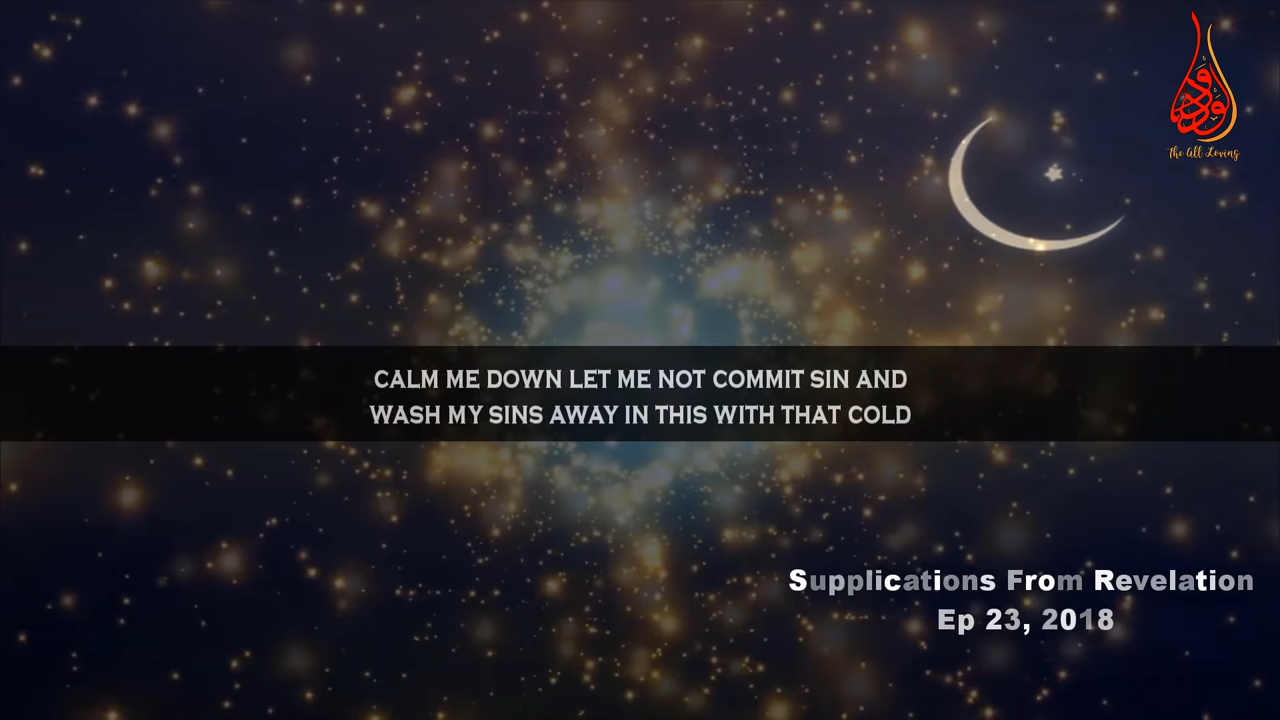 ودود
The All Loving
CALM ME DOWN LET ME NOT COMMIT SIN AND
WASH MY SINS AWAY IN THIS WITH THAT COLD
Supplications From Revelation
Ep 23, 2018